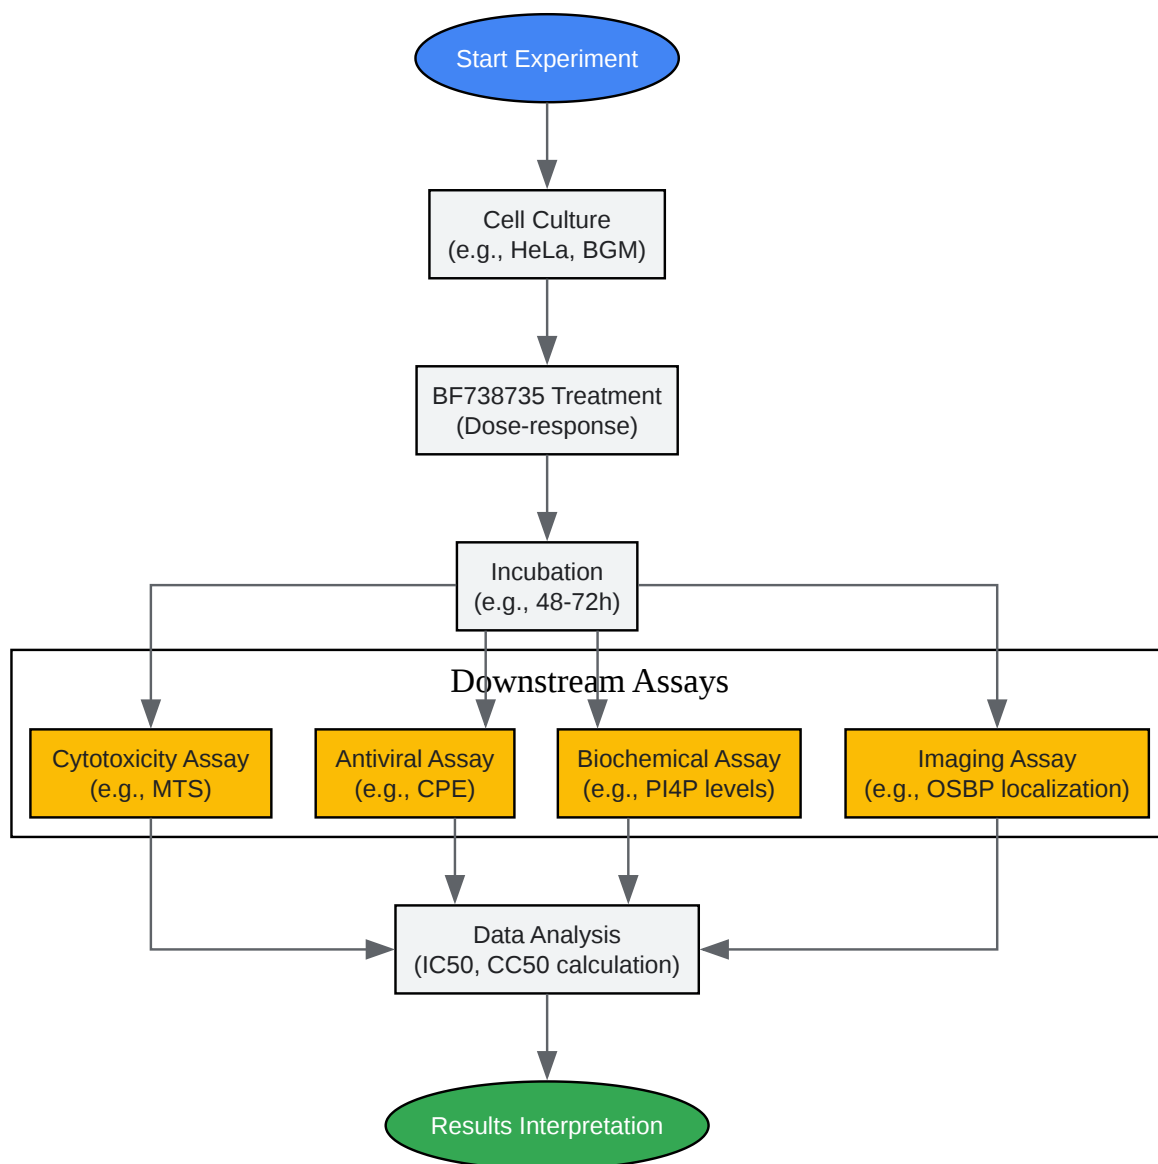 Start Experiment
Cell Culture
(e.g., HeLa, BGM)
BF738735 Treatment
(Dose-response)
Incubation
(e.g., 48-72h)
Downstream Assays
Cytotoxicity Assay
(e.g., MTS)
Antiviral Assay
(e.g., CPE)
Biochemical Assay
(e.g., PI4P levels)
Imaging Assay
(e.g., OSBP localization)
Data Analysis
(IC50, CC50 calculation)
Results Interpretation